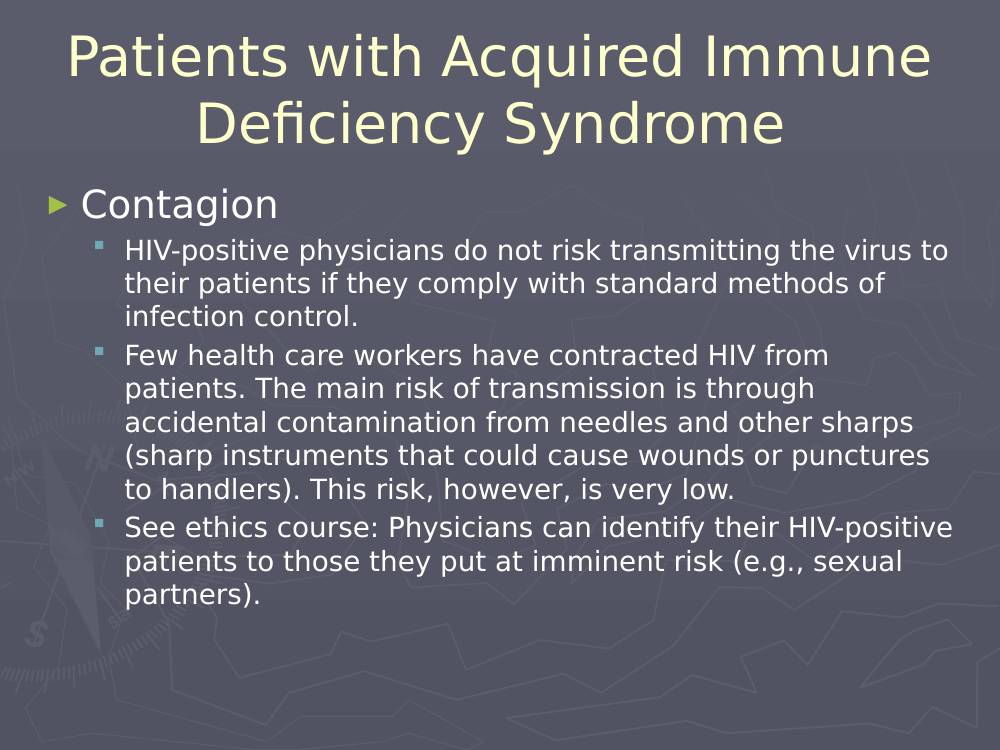 Patients with Acquired Immune
Deficiency Syndrome
► Contagion
▪ HIV-positive physicians do not risk transmitting the virus to
their patients if they comply with standard methods of
infection control.
▪ Few health care workers have contracted HIV from
patients. The main risk of transmission is through
accidental contamination from needles and other sharps
(sharp instruments that could cause wounds or punctures
to handlers). This risk, however, is very low.
▪ See ethics course: Physicians can identify their HIV-positive
patients to those they put at imminent risk (e.g., sexual
partners).
N
NW
S
SE